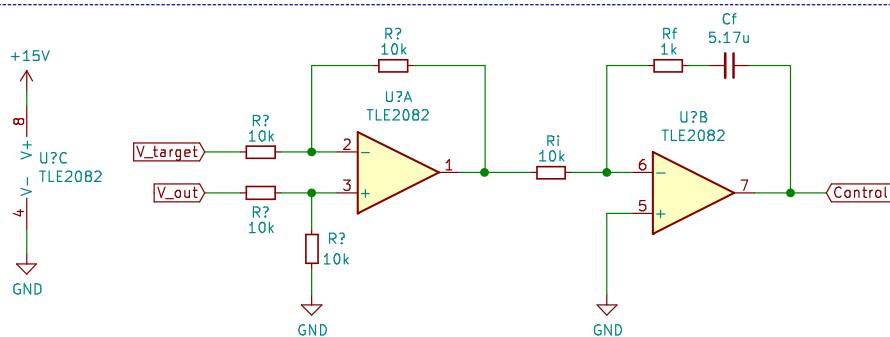 +15V
8
V+
U?C
TLE2082
V-
4
GND
R?
10k
U?A
TLE2082
R?
10k
V_target
2
−
1
V_out
3
+
R?
10k
R?
10k
GND
Cf
5.17u
Rf
1k
U?B
TLE2082
Ri
10k
6
−
7
5
+
Control
GND